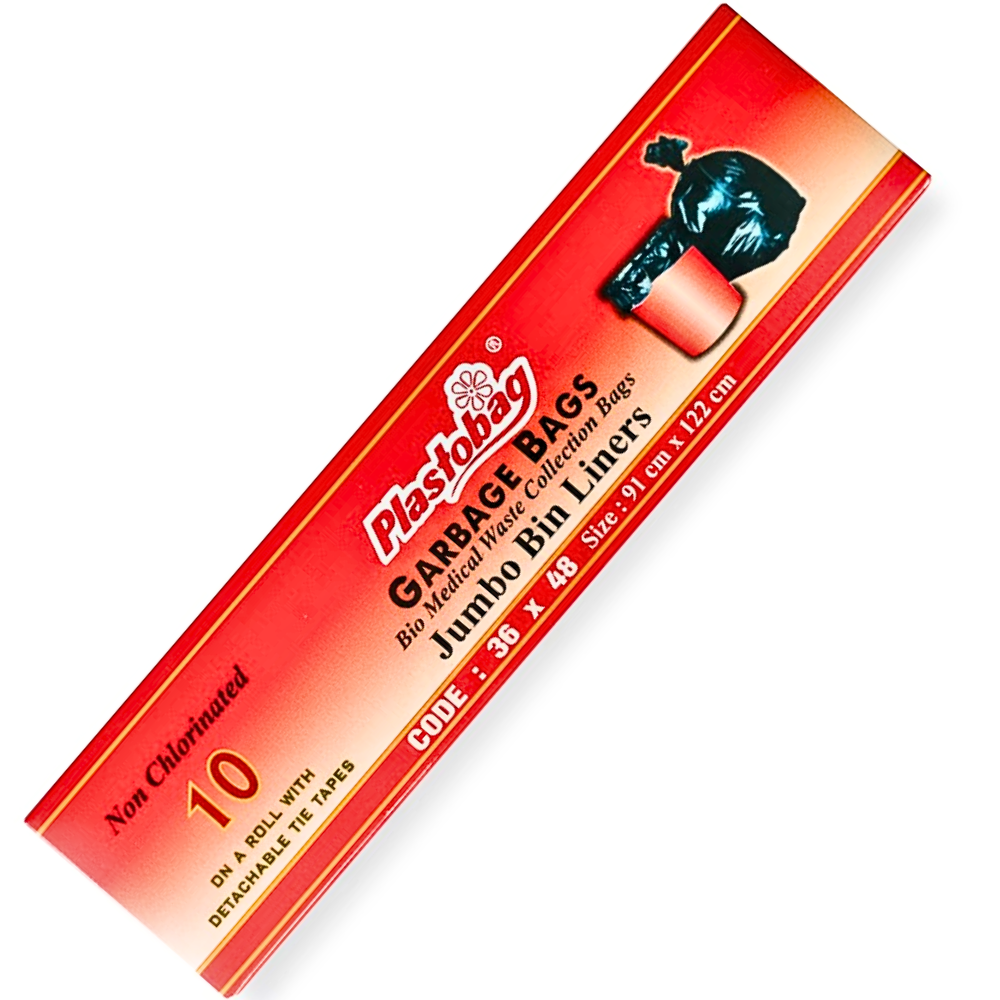 Plastobag®
GARBAGE BAGS
Bio Medical Waste Collection Bags
Jumbo Bin Liners
CODE : 36 x 48 Size : 91 cm x 122 cm
Non Chlorinated
10
ON A ROLL WITH
DETACHABLE TIE TAPES